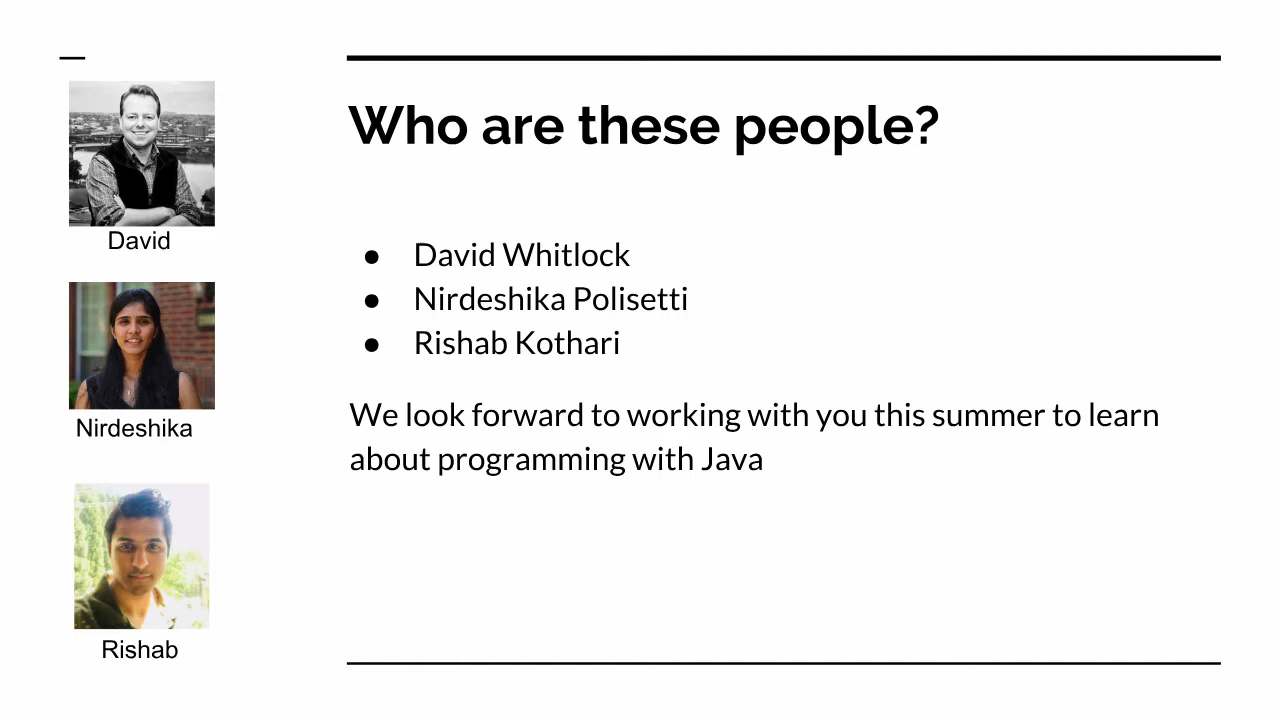 Who are these people?
David
● David Whitlock
● Nirdeshika Polisetti
● Rishab Kothari
We look forward to working with you this summer to learn
about programming with Java
Nirdeshika
Rishab